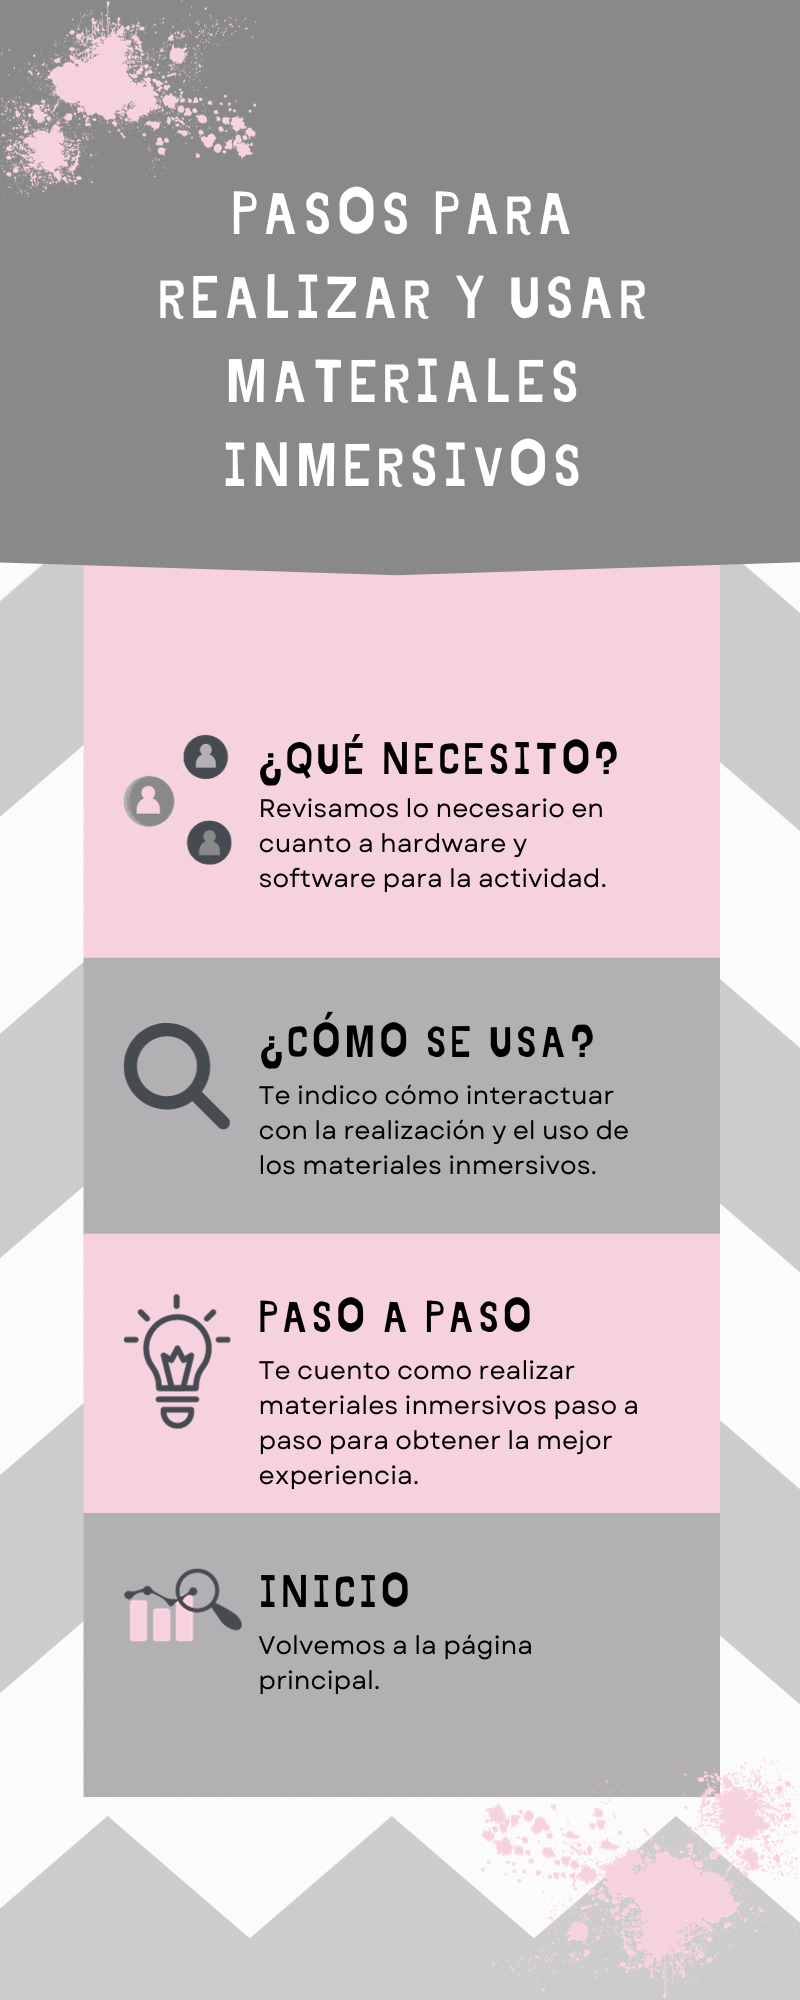 PASOS PARA
REALIZAR Y USAR
MATERIALES
INMERSIVOS
¿QUÉ NECESITO?
Revisamos lo necesario en
cuanto a hardware y
software para la actividad.
¿CÓMO SE USA?
Te indico cómo interactuar
con la realización y el uso de
los materiales inmersivos.
PASO A PASO
Te cuento como realizar
materiales inmersivos paso a
paso para obtener la mejor
experiencia.
INICIO
Volvemos a la página
principal.